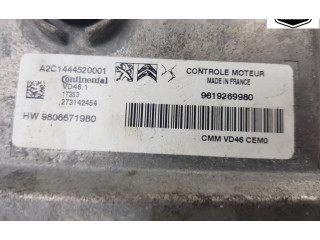 A2C1444520001
Continental
VD46.1
17353
273142454
HW 9806671980
CONTROLE MOTEUR
MADE IN FRANCE
9819269980
CMM VD46 CEM0